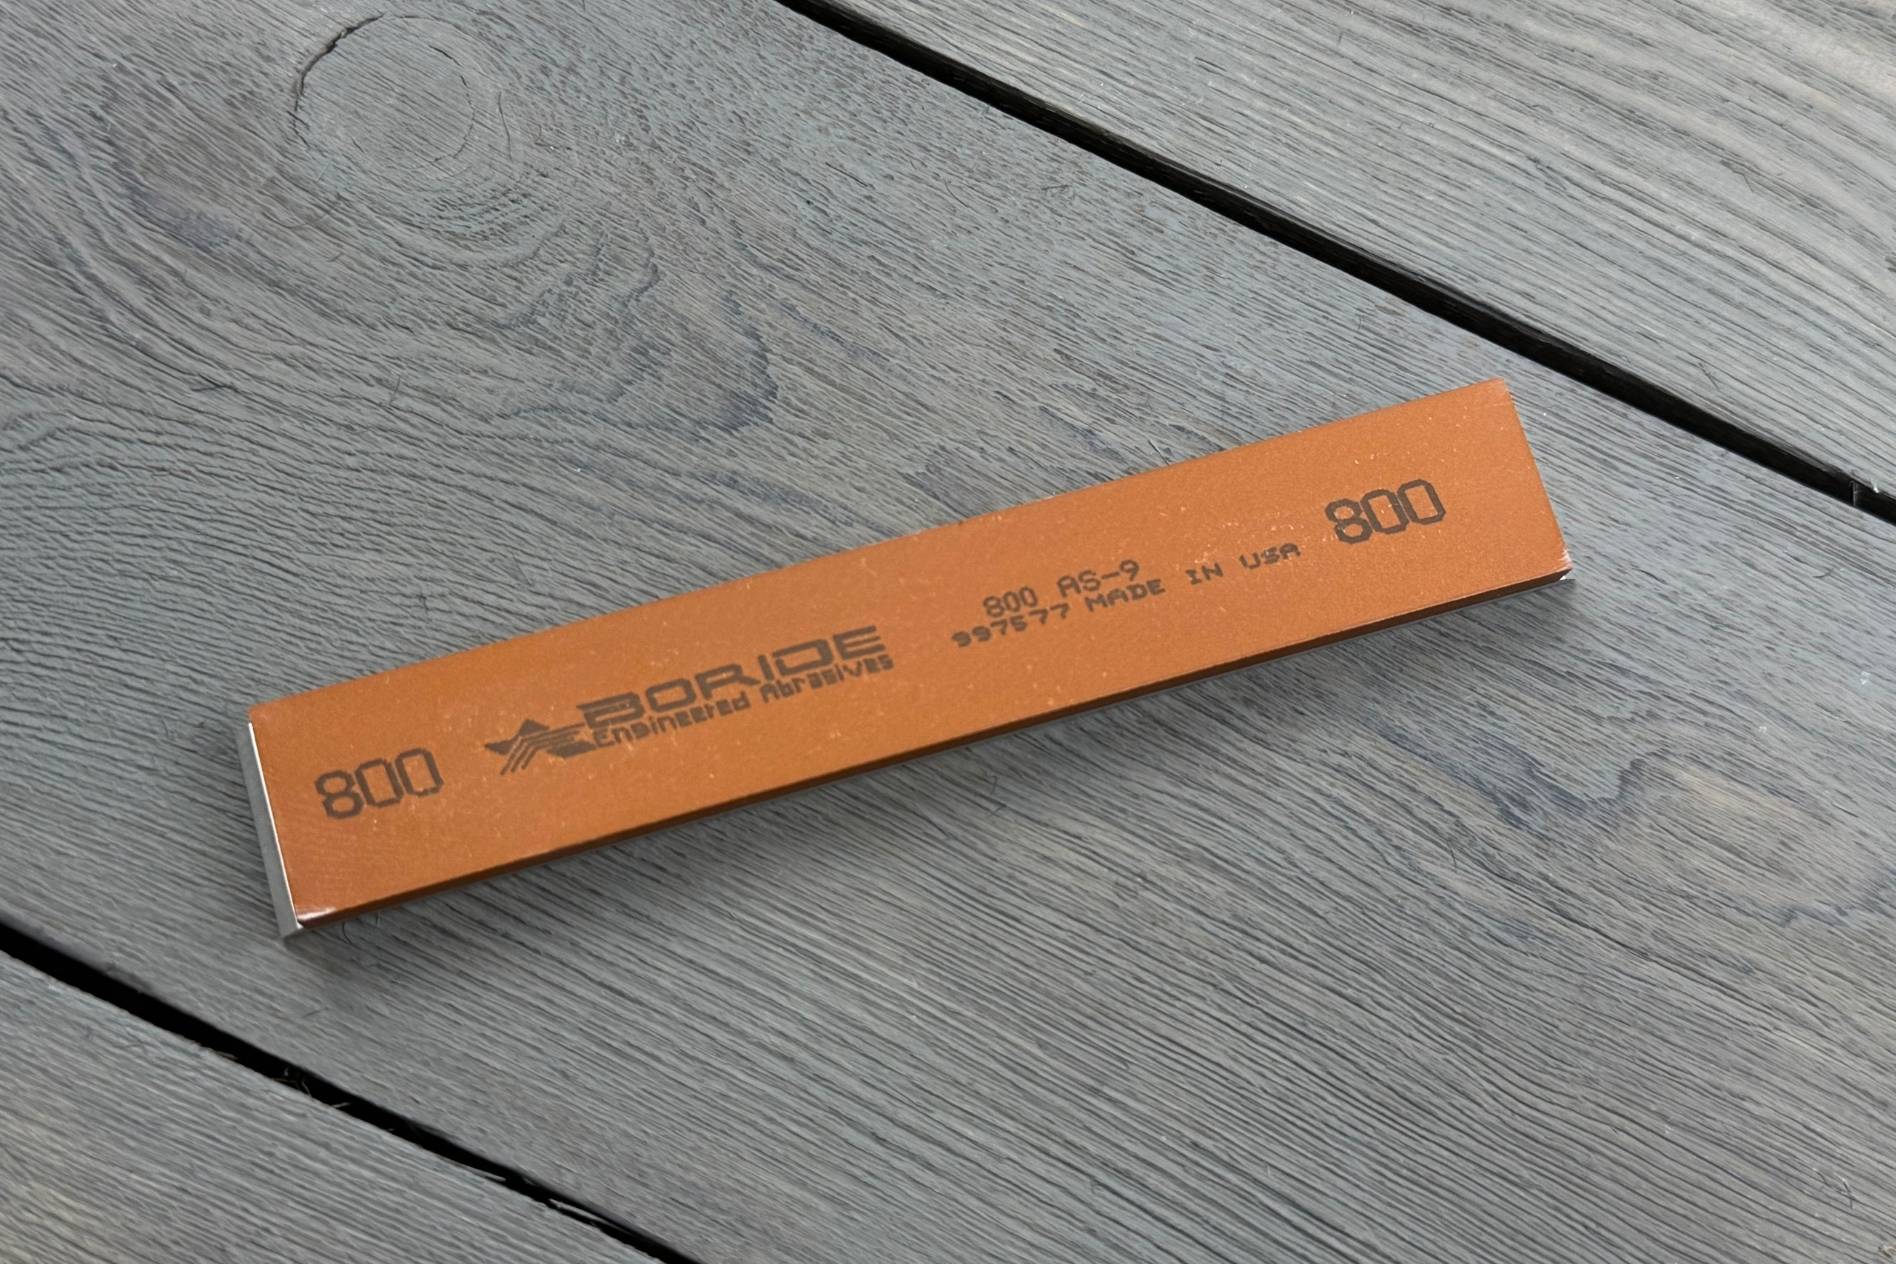 800
BORIDE
Engineered Abrasives
800 AS-9
997577 MADE IN USA
800